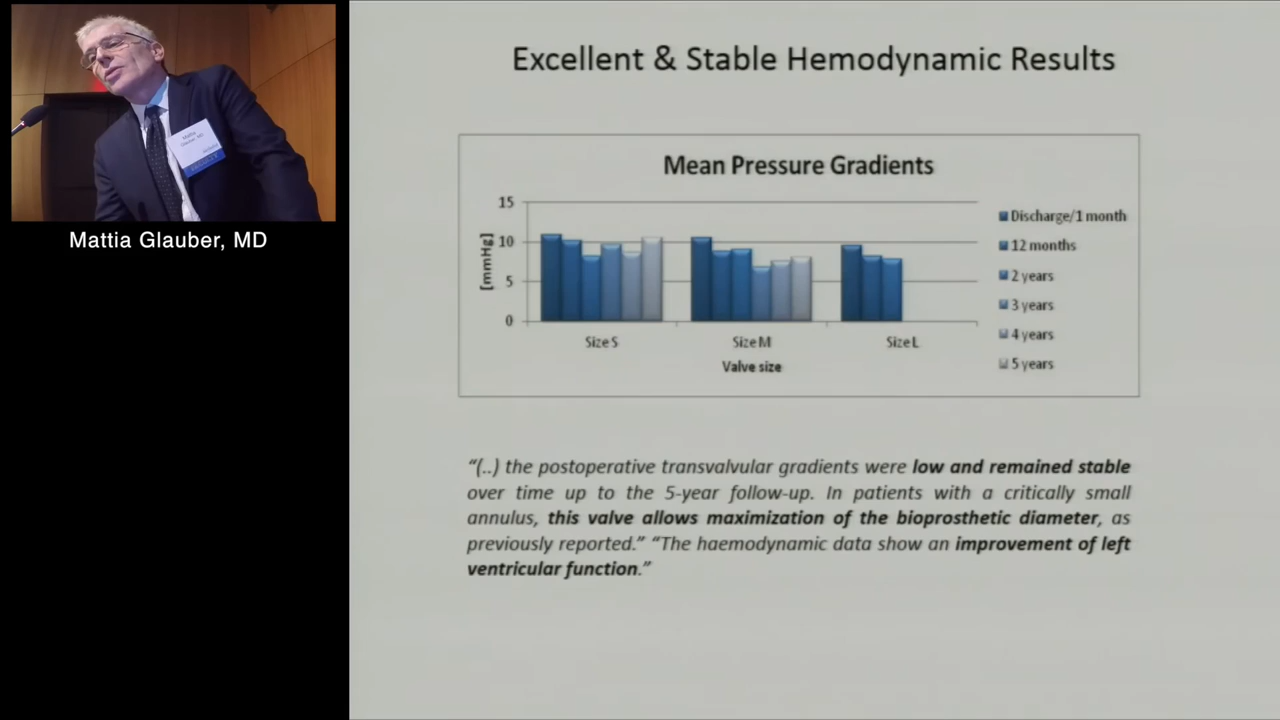 Excellent & Stable Hemodynamic Results
Mean Pressure Gradients
15
10
5
0
[mmHg]
Size S
Size M
Size L
Valve size
Discharge/1 month
12 months
2 years
3 years
4 years
5 years
“(..) the postoperative transvalvular gradients were low and remained stable
over time up to the 5-year follow-up. In patients with a critically small
annulus, this valve allows maximization of the bioprosthetic diameter, as
previously reported.” “The haemodynamic data show an improvement of left
ventricular function.”
Mattia
Glauber, MD
Mattia Glauber, MD